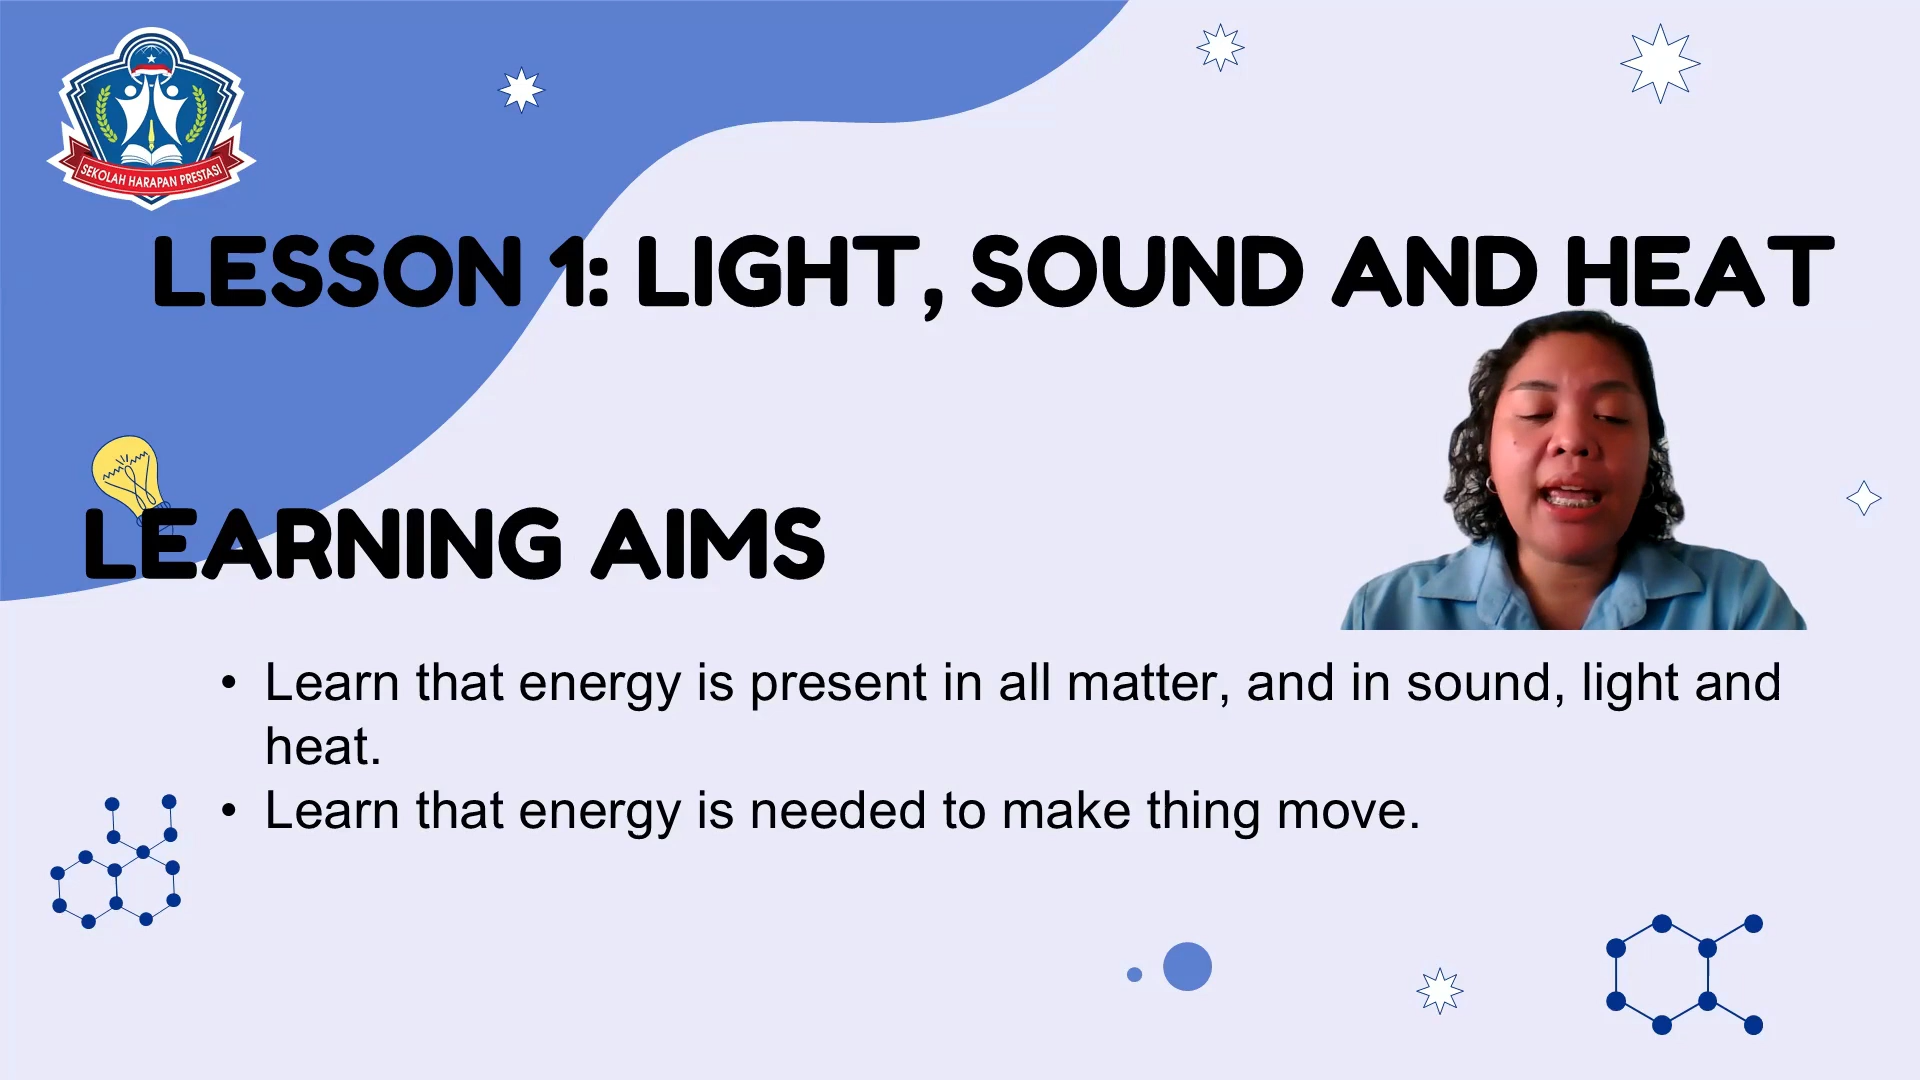 SEKOLAH HARAPAN PRESTASI
LESSON 1: LIGHT, SOUND AND HEAT
LEARNING AIMS
• Learn that energy is present in all matter, and in sound, light and
heat.
• Learn that energy is needed to make thing move.